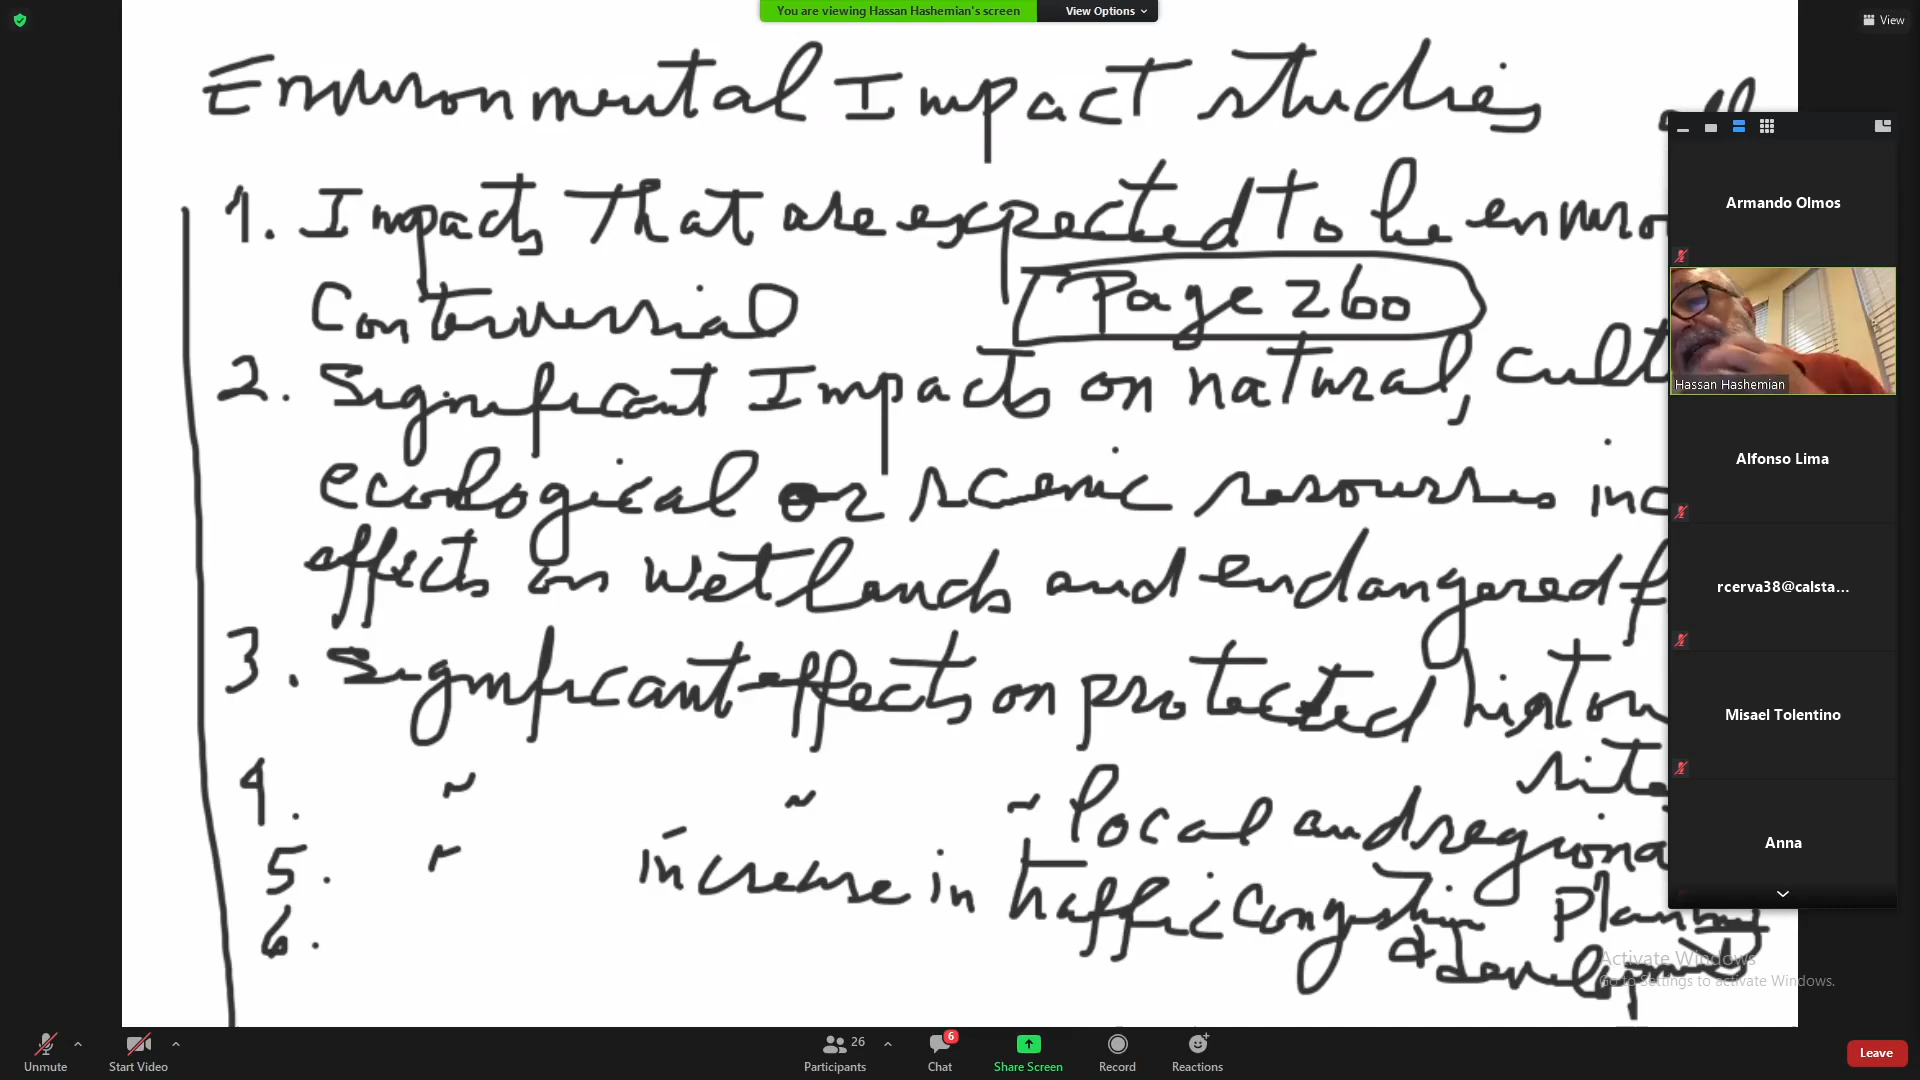 You are viewing Hassan Hashemian's screen View Options
View
Environmental Impact studies
1. Impacts that are expected to be enviro
Controversial
Page 260
2. Significant Impacts on natural, cult
ecological or scenic resourses inc
effects on wetlands and endangered f
3. Significant effects on protected histor
site
4. " " " local and regiona
5. " increase in traffic congestion Planning
& Development
6.
Armando Olmos
Hassan Hashemian
Alfonso Lima
rcerva38@calsta...
Misael Tolentino
Anna
Activate Windows
Go to Settings to activate Windows.
Unmute
Start Video
26
Participants
6
Chat
Share Screen
Record
Reactions
Leave